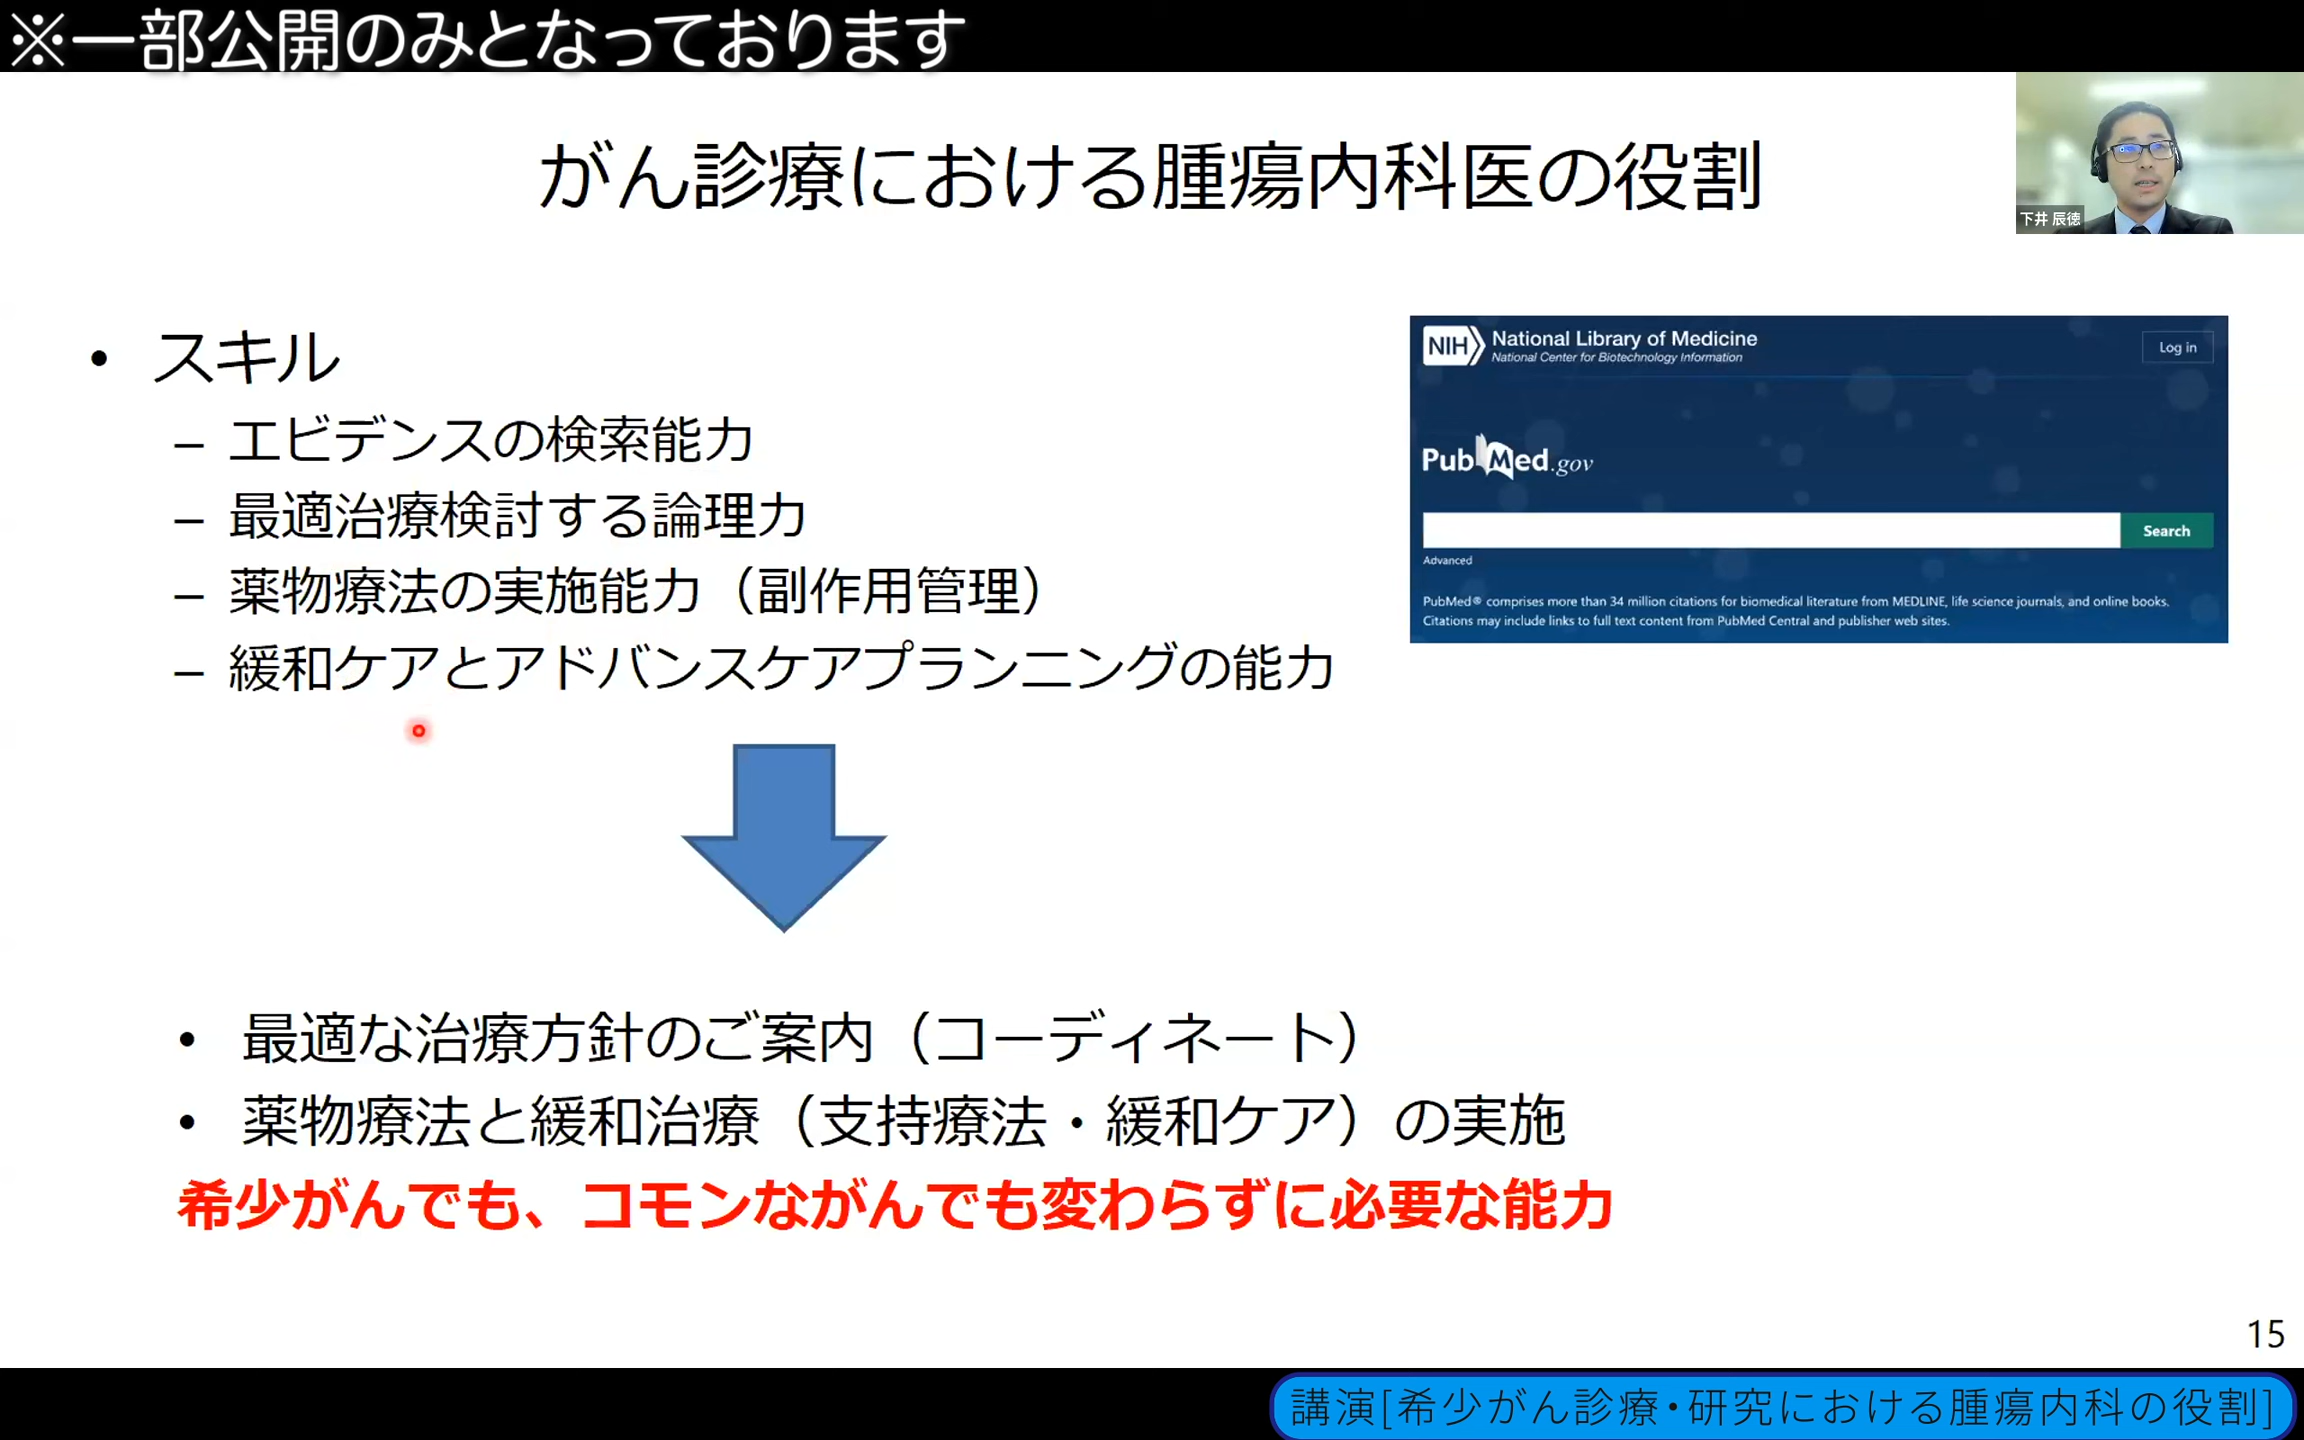 ※一部公開のみとなっております
がん診療における腫瘍内科医の役割
下井 辰徳
• スキル
– エビデンスの検索能力
– 最適治療検討する論理力
– 薬物療法の実施能力（副作用管理）
– 緩和ケアとアドバンスケアプランニングの能力
NIH National Library of Medicine
National Center for Biotechnology Information
Log in
PubMed.gov
Search
Advanced
PubMed® comprises more than 34 million citations for biomedical literature from MEDLINE, life science journals, and online books.
Citations may include links to full text content from PubMed Central and publisher web sites.
• 最適な治療方針のご案内（コーディネート）
• 薬物療法と緩和治療（支持療法・緩和ケア）の実施
希少がんでも、コモンながんでも変わらずに必要な能力
15
講演[希少がん診療・研究における腫瘍内科の役割]